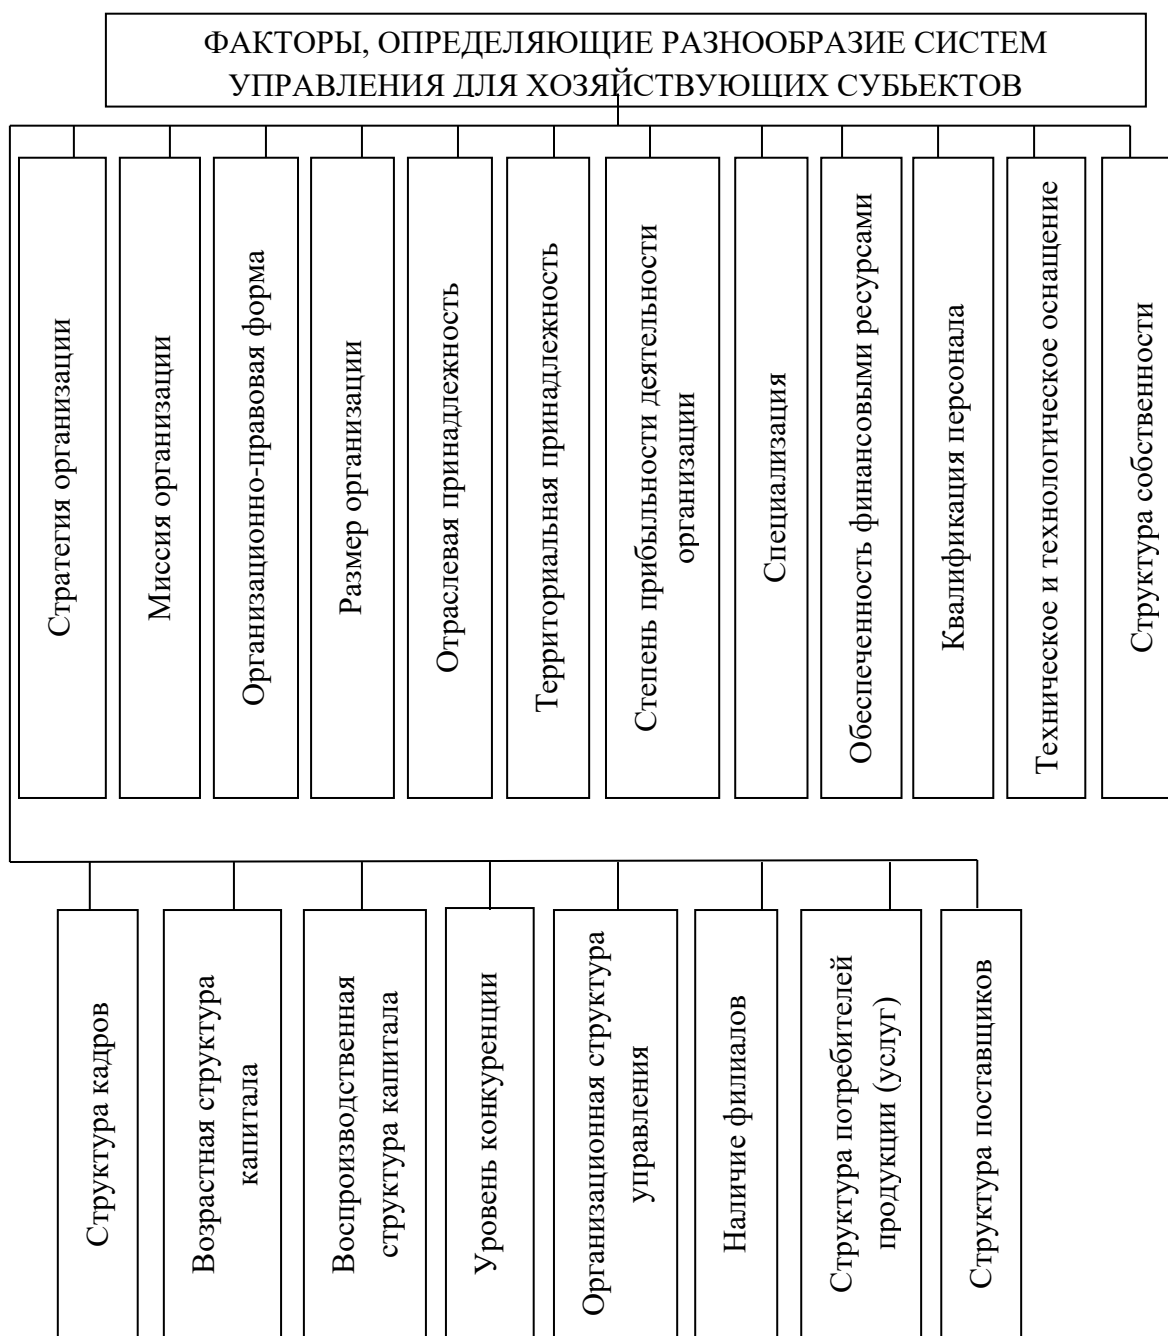 ФАКТОРЫ, ОПРЕДЕЛЯЮЩИЕ РАЗНООБРАЗИЕ СИСТЕМ
УПРАВЛЕНИЯ ДЛЯ ХОЗЯЙСТВУЮЩИХ СУБЬЕКТОВ
Стратегия организации
Миссия организации
Организационно-правовая форма
Размер организации
Отраслевая принадлежность
Территориальная принадлежность
Степень прибыльности деятельности
организации
Специализация
Обеспеченность финансовыми ресурсами
Квалификация персонала
Техническое и технологическое оснащение
Структура собственности
Структура кадров
Возрастная структура
капитала
Воспроизводственная
структура капитала
Уровень конкуренции
Организационная структура
управления
Наличие филиалов
Структура потребителей
продукции (услуг)
Структура поставщиков